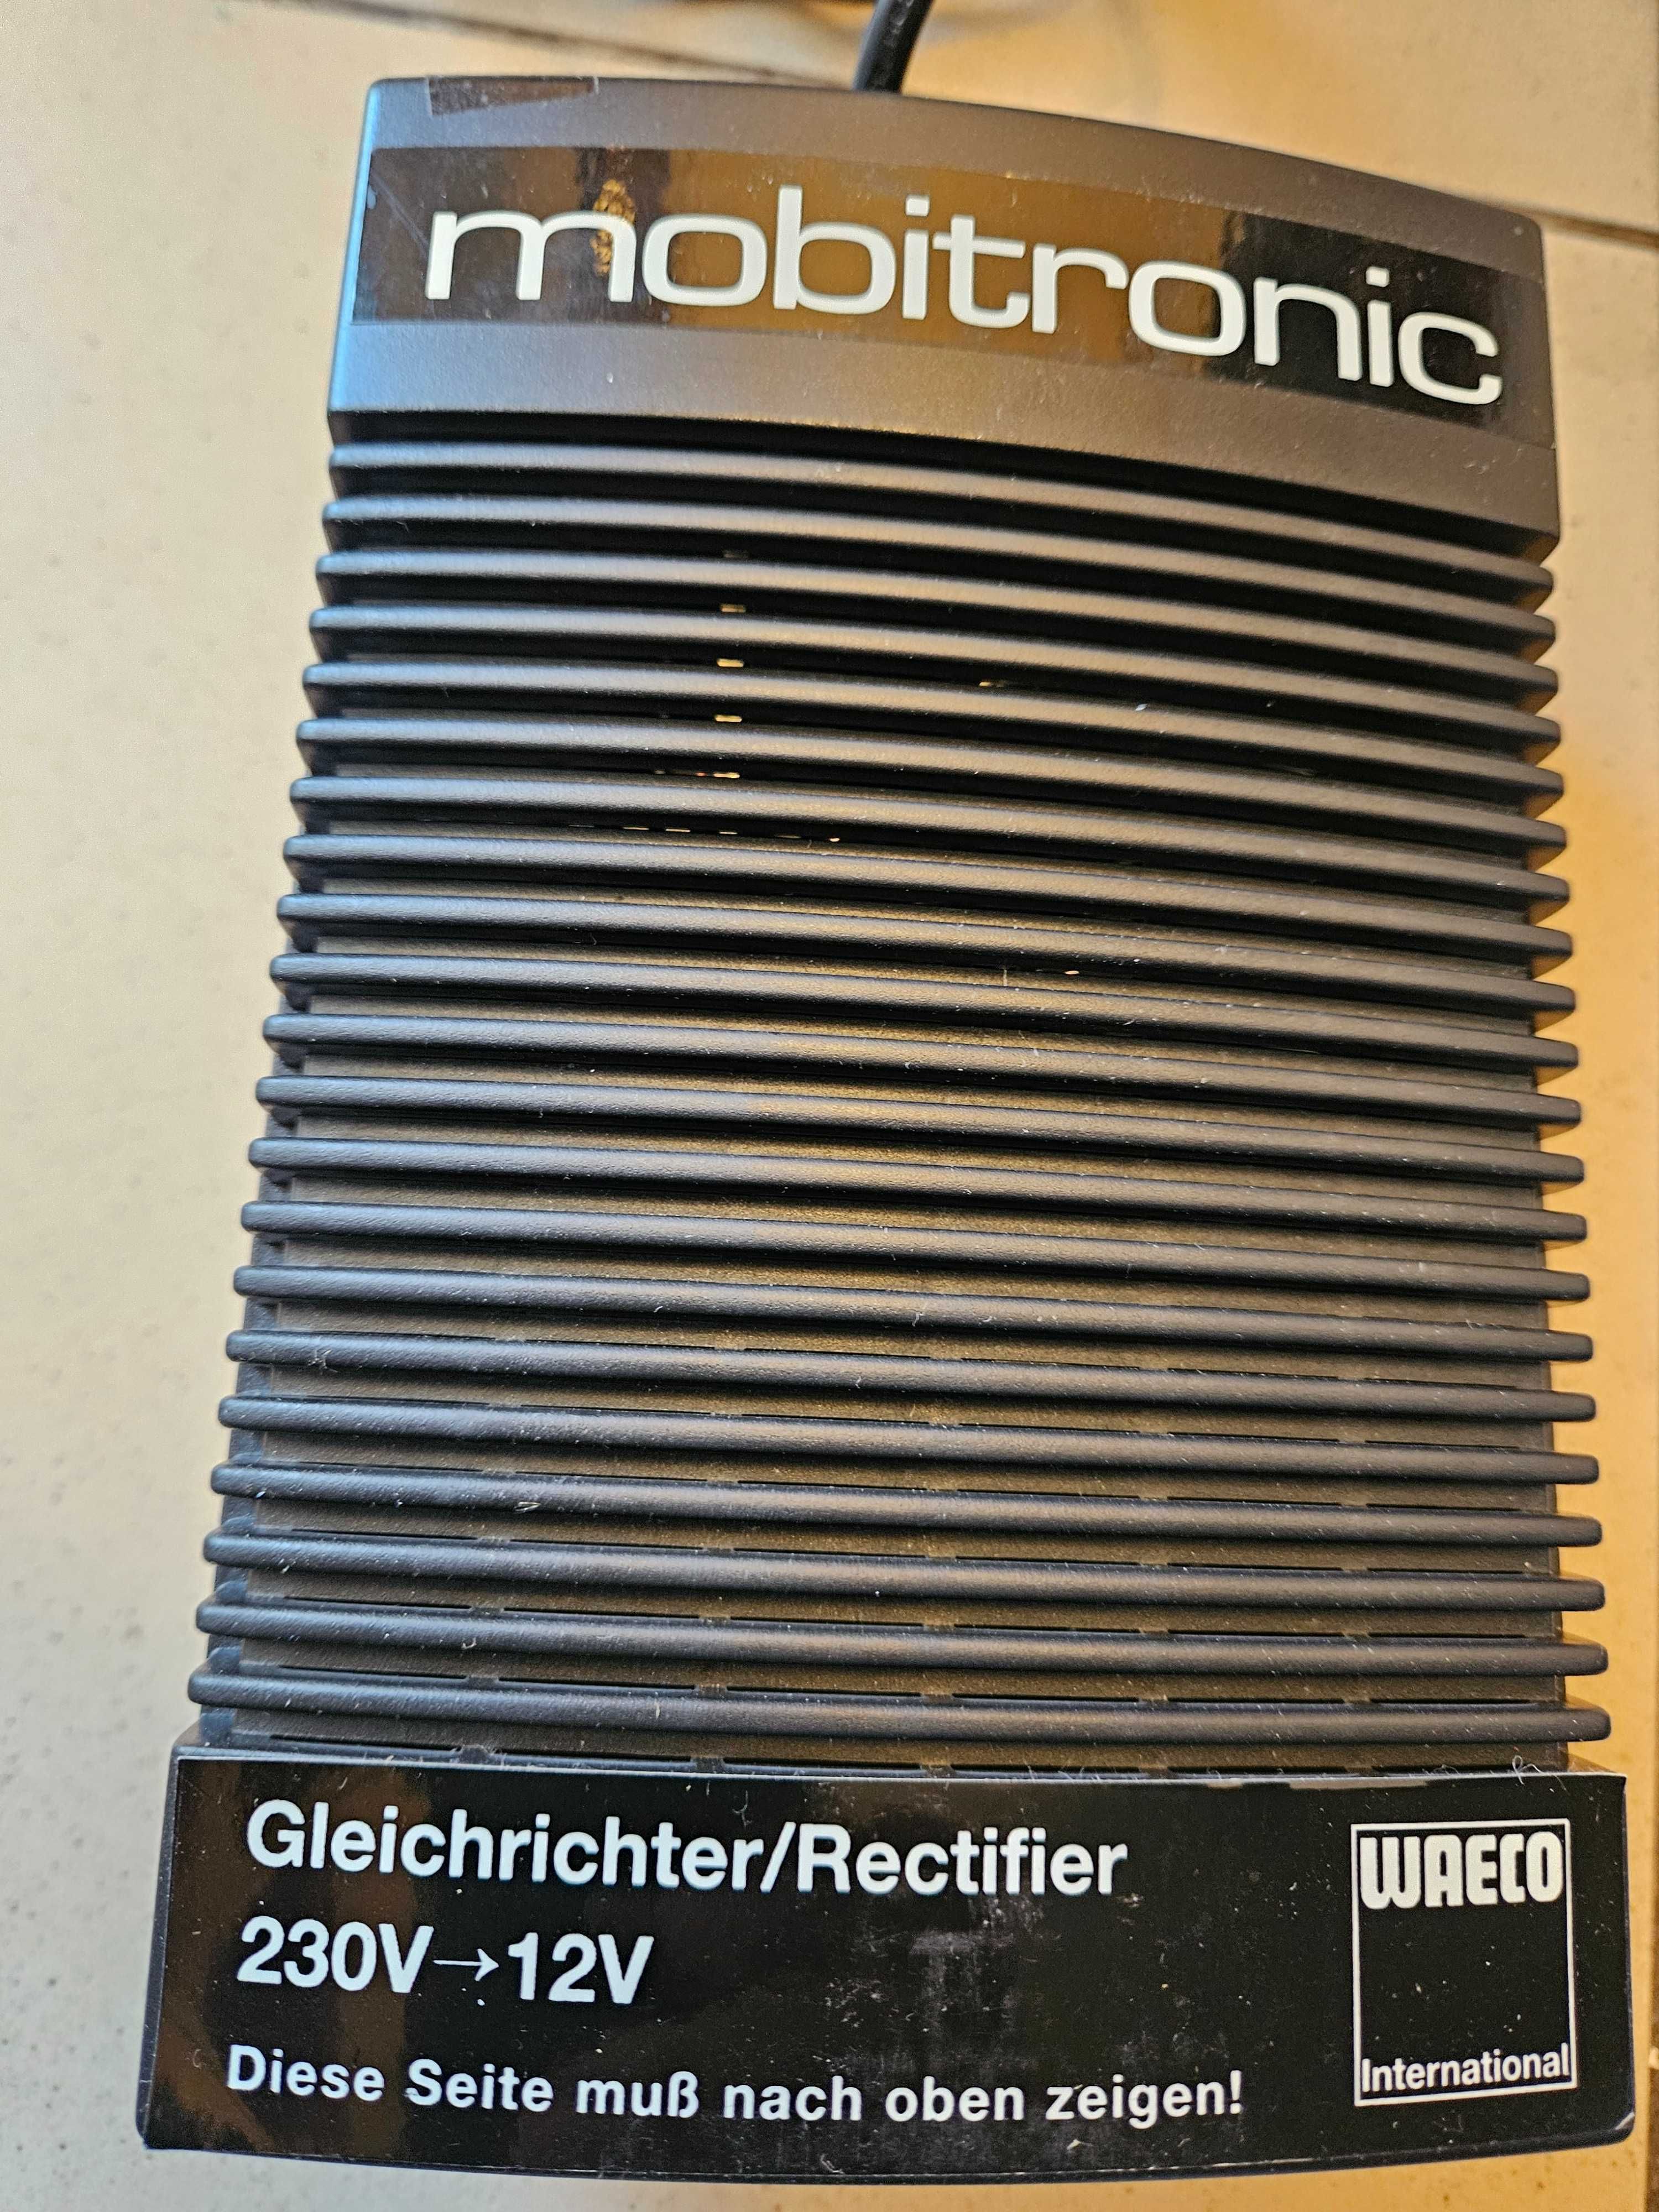 mobitronic
Gleichrichter/Rectifier
230V→12V
Diese Seite muß nach oben zeigen!
WAECO
International